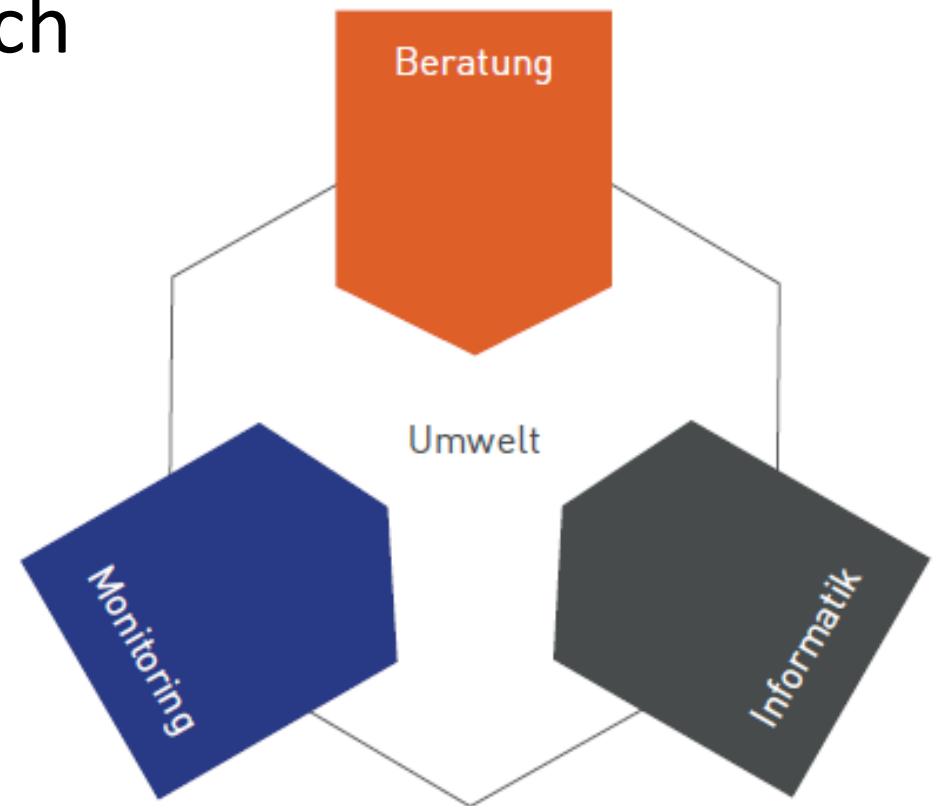 ch
Beratung
Umwelt
Monitoring
Informatik